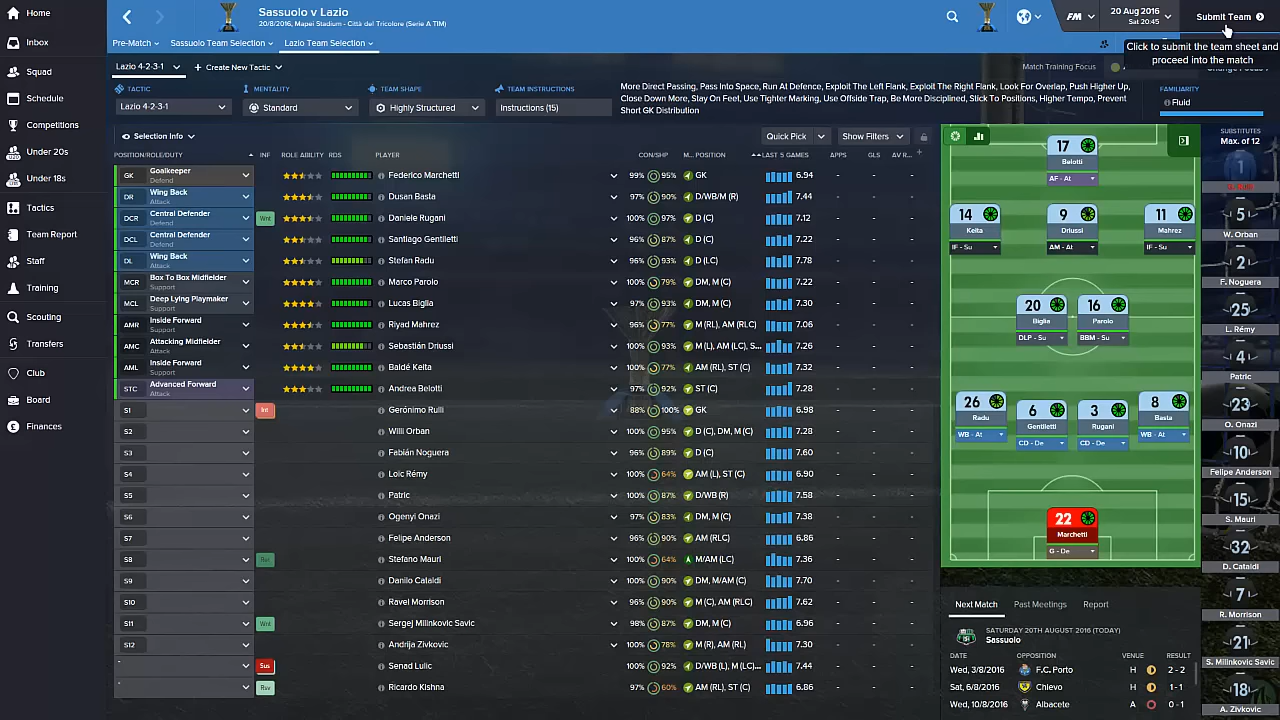 Home
Inbox
Squad
Schedule
Competitions
Under 20s
Under 18s
Tactics
Team Report
Staff
Training
Scouting
Transfers
Club
Board
Finances
Sassuolo v Lazio
20/8/2016, Mapei Stadium - Città del Tricolore (Serie A TIM)
FM
20 Aug 2016
Sat 20:45
Submit Team
Click to submit the team sheet and
proceed into the match
Pre-Match
Sassuolo Team Selection
Lazio Team Selection
Lazio 4-2-3-1
+ Create New Tactic
Match Training Focus
TACTIC
MENTALITY
TEAM SHAPE
TEAM INSTRUCTIONS
Lazio 4-2-3-1
Standard
Highly Structured
Instructions (15)
More Direct Passing, Pass Into Space, Run At Defence, Exploit The Left Flank, Exploit The Right Flank, Look For Overlap, Push Higher Up,
Close Down More, Stay On Feet, Use Tighter Marking, Use Offside Trap, Be More Disciplined, Stick To Positions, Higher Tempo, Prevent
Short GK Distribution
FAMILIARITY
Fluid
Selection Info
Quick Pick
Show Filters
POSITION/ROLE/DUTY INF ROLE ABILITY RDS PLAYER CON/SHP M... POSITION LAST 5 GAMES APPS GLS AV R...
GK Goalkeeper Defend Federico Marchetti 99% 95% GK 6.94
DR Wing Back Attack Dusan Basta 97% 90% D/WB/M (R) 7.44
DCR Central Defender Defend Wnt Daniele Rugani 100% 97% D (C) 7.12
DCL Central Defender Defend Santiago Gentiletti 96% 87% D (C) 7.22
DL Wing Back Attack Stefan Radu 96% 93% D (LC) 7.78
MCR Box To Box Midfielder Support Marco Parolo 100% 79% DM, M (C) 7.22
MCL Deep Lying Playmaker Support Lucas Biglia 97% 93% DM, M (C) 7.30
AMR Inside Forward Support Riyad Mahrez 96% 77% M (RL), AM (RLC) 7.06
AMC Attacking Midfielder Attack Sebastián Driussi 100% 93% M (L), AM (LC), S... 7.26
AML Inside Forward Support Baldé Keita 100% 77% AM (RL), ST (C) 7.32
STC Advanced Forward Attack Andrea Belotti 97% 92% ST (C) 7.28
S1 Int Gerónimo Rulli 88% 100% GK 6.98
S2 Willi Orban 100% 95% D (C), DM, M (C) 7.28
S3 Fabián Noguera 96% 89% D (C) 7.60
S4 Loïc Rémy 100% 64% AM (L), ST (C) 6.90
S5 Patric 100% 87% D/WB (R) 7.58
S6 Ogenyi Onazi 97% 83% DM, M (C) 7.38
S7 Felipe Anderson 96% 90% AM (RLC) 6.86
S8 Stefano Mauri 100% 64% M/AM (LC) 7.36
S9 Danilo Cataldi 100% 90% DM, M/AM (C) 7.70
S10 Ravel Morrison 96% 90% M (C), AM (RLC) 7.62
S11 Wnt Sergej Milinkovic Savic 98% 87% DM, M (C) 6.96
S12 Andrija Zivkovic 100% 78% M (R), AM (RL) 7.30
- Sus Senad Lulic 100% 92% D/WB (L), M (LC)... 7.44
- Rsv Ricardo Kishna 97% 60% AM (RL), ST (C) 6.86
17
Belotti
AF - At
14 9 11
Keita Driussi Mahrez
IF - Su AM - At IF - Su
20 16
Biglia Parolo
DLP - Su BBM - Su
26 6 3 8
Radu Gentiletti Rugani Basta
WB - At CD - De CD - De WB - At
22
Marchetti
G - De
Next Match
Past Meetings
Report
SATURDAY 20TH AUGUST 2016 (TODAY)
Sassuolo
DATE OPPOSITION VENUE RESULT
Wed, 3/8/2016 F.C. Porto H 2-2
Sat, 6/8/2016 Chievo H 1-1
Wed, 10/8/2016 Albacete A 0-1
SUBSTITUTES
Max. of 12
1
5
W. Orban
2
F. Noguera
25
L. Rémy
4
Patric
23
O. Onazi
10
Felipe Anderson
15
S. Mauri
32
D. Cataldi
7
R. Morrison
21
S. Milinkovic Savic
18
A. Zivkovic